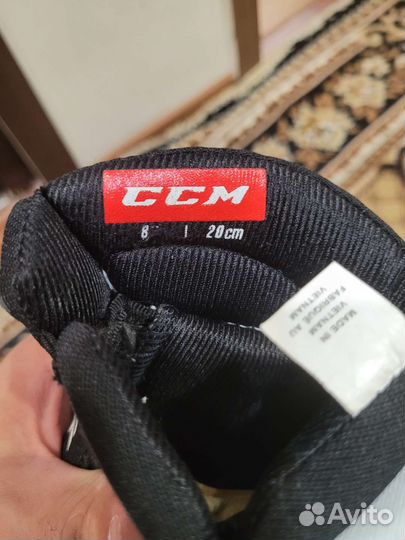 CCM
8 | 20cm
MADE IN
VIETNAM
FABRIQUÉ AU
VIETNAM
Avito